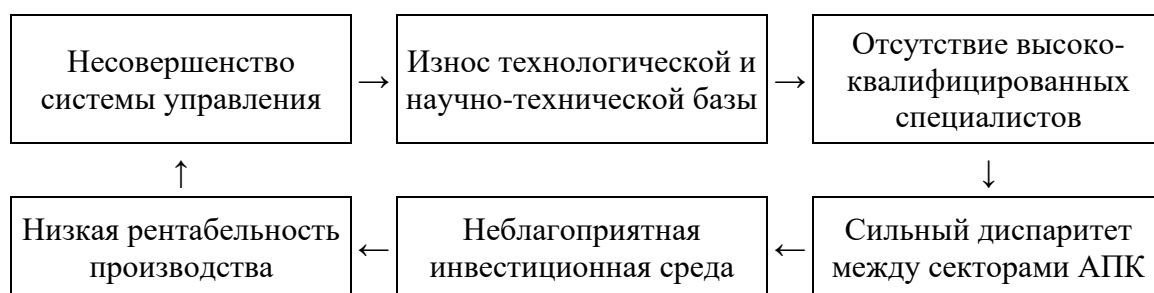 Несовершенство
системы управления
→
Износ технологической и
научно-технической базы
→
Отсутствие высоко-
квалифицированных
специалистов
↑
↓
Низкая рентабельность
производства
←
Неблагоприятная
инвестиционная среда
←
Сильный диспаритет
между секторами АПК